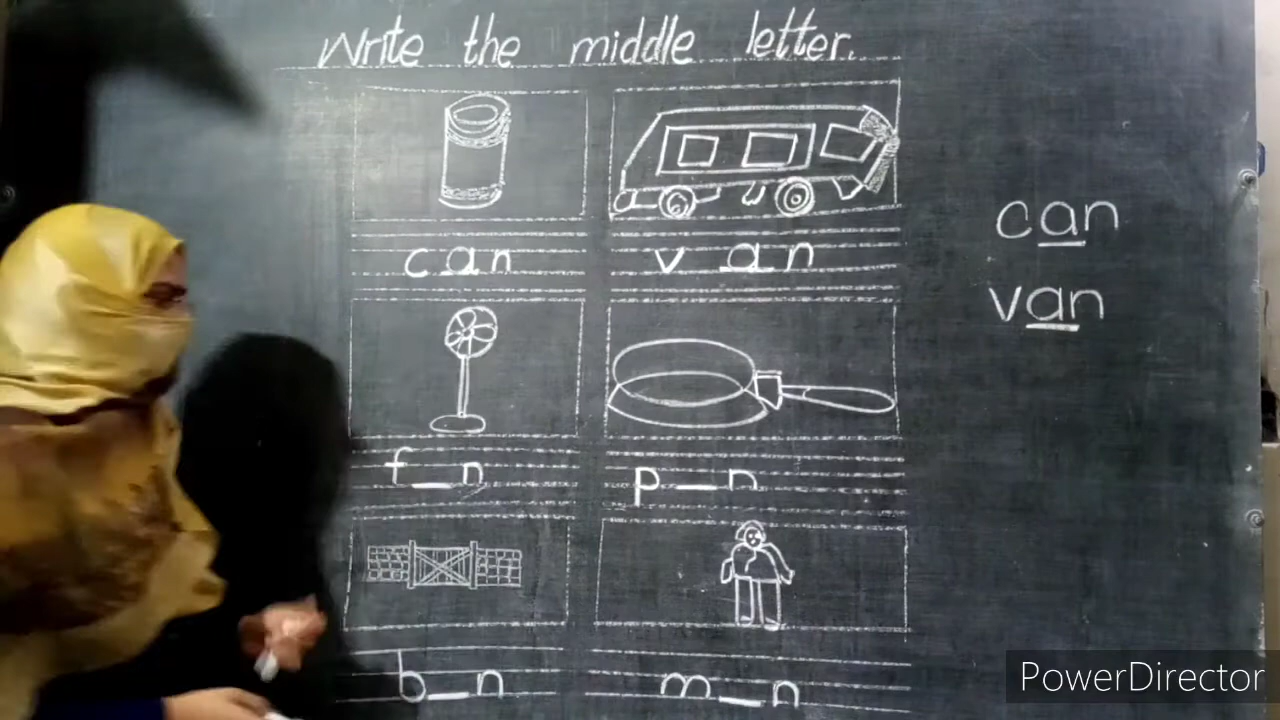 Write the middle letter.
can van
can
van
f_n p_n
b_n m_n
PowerDirector